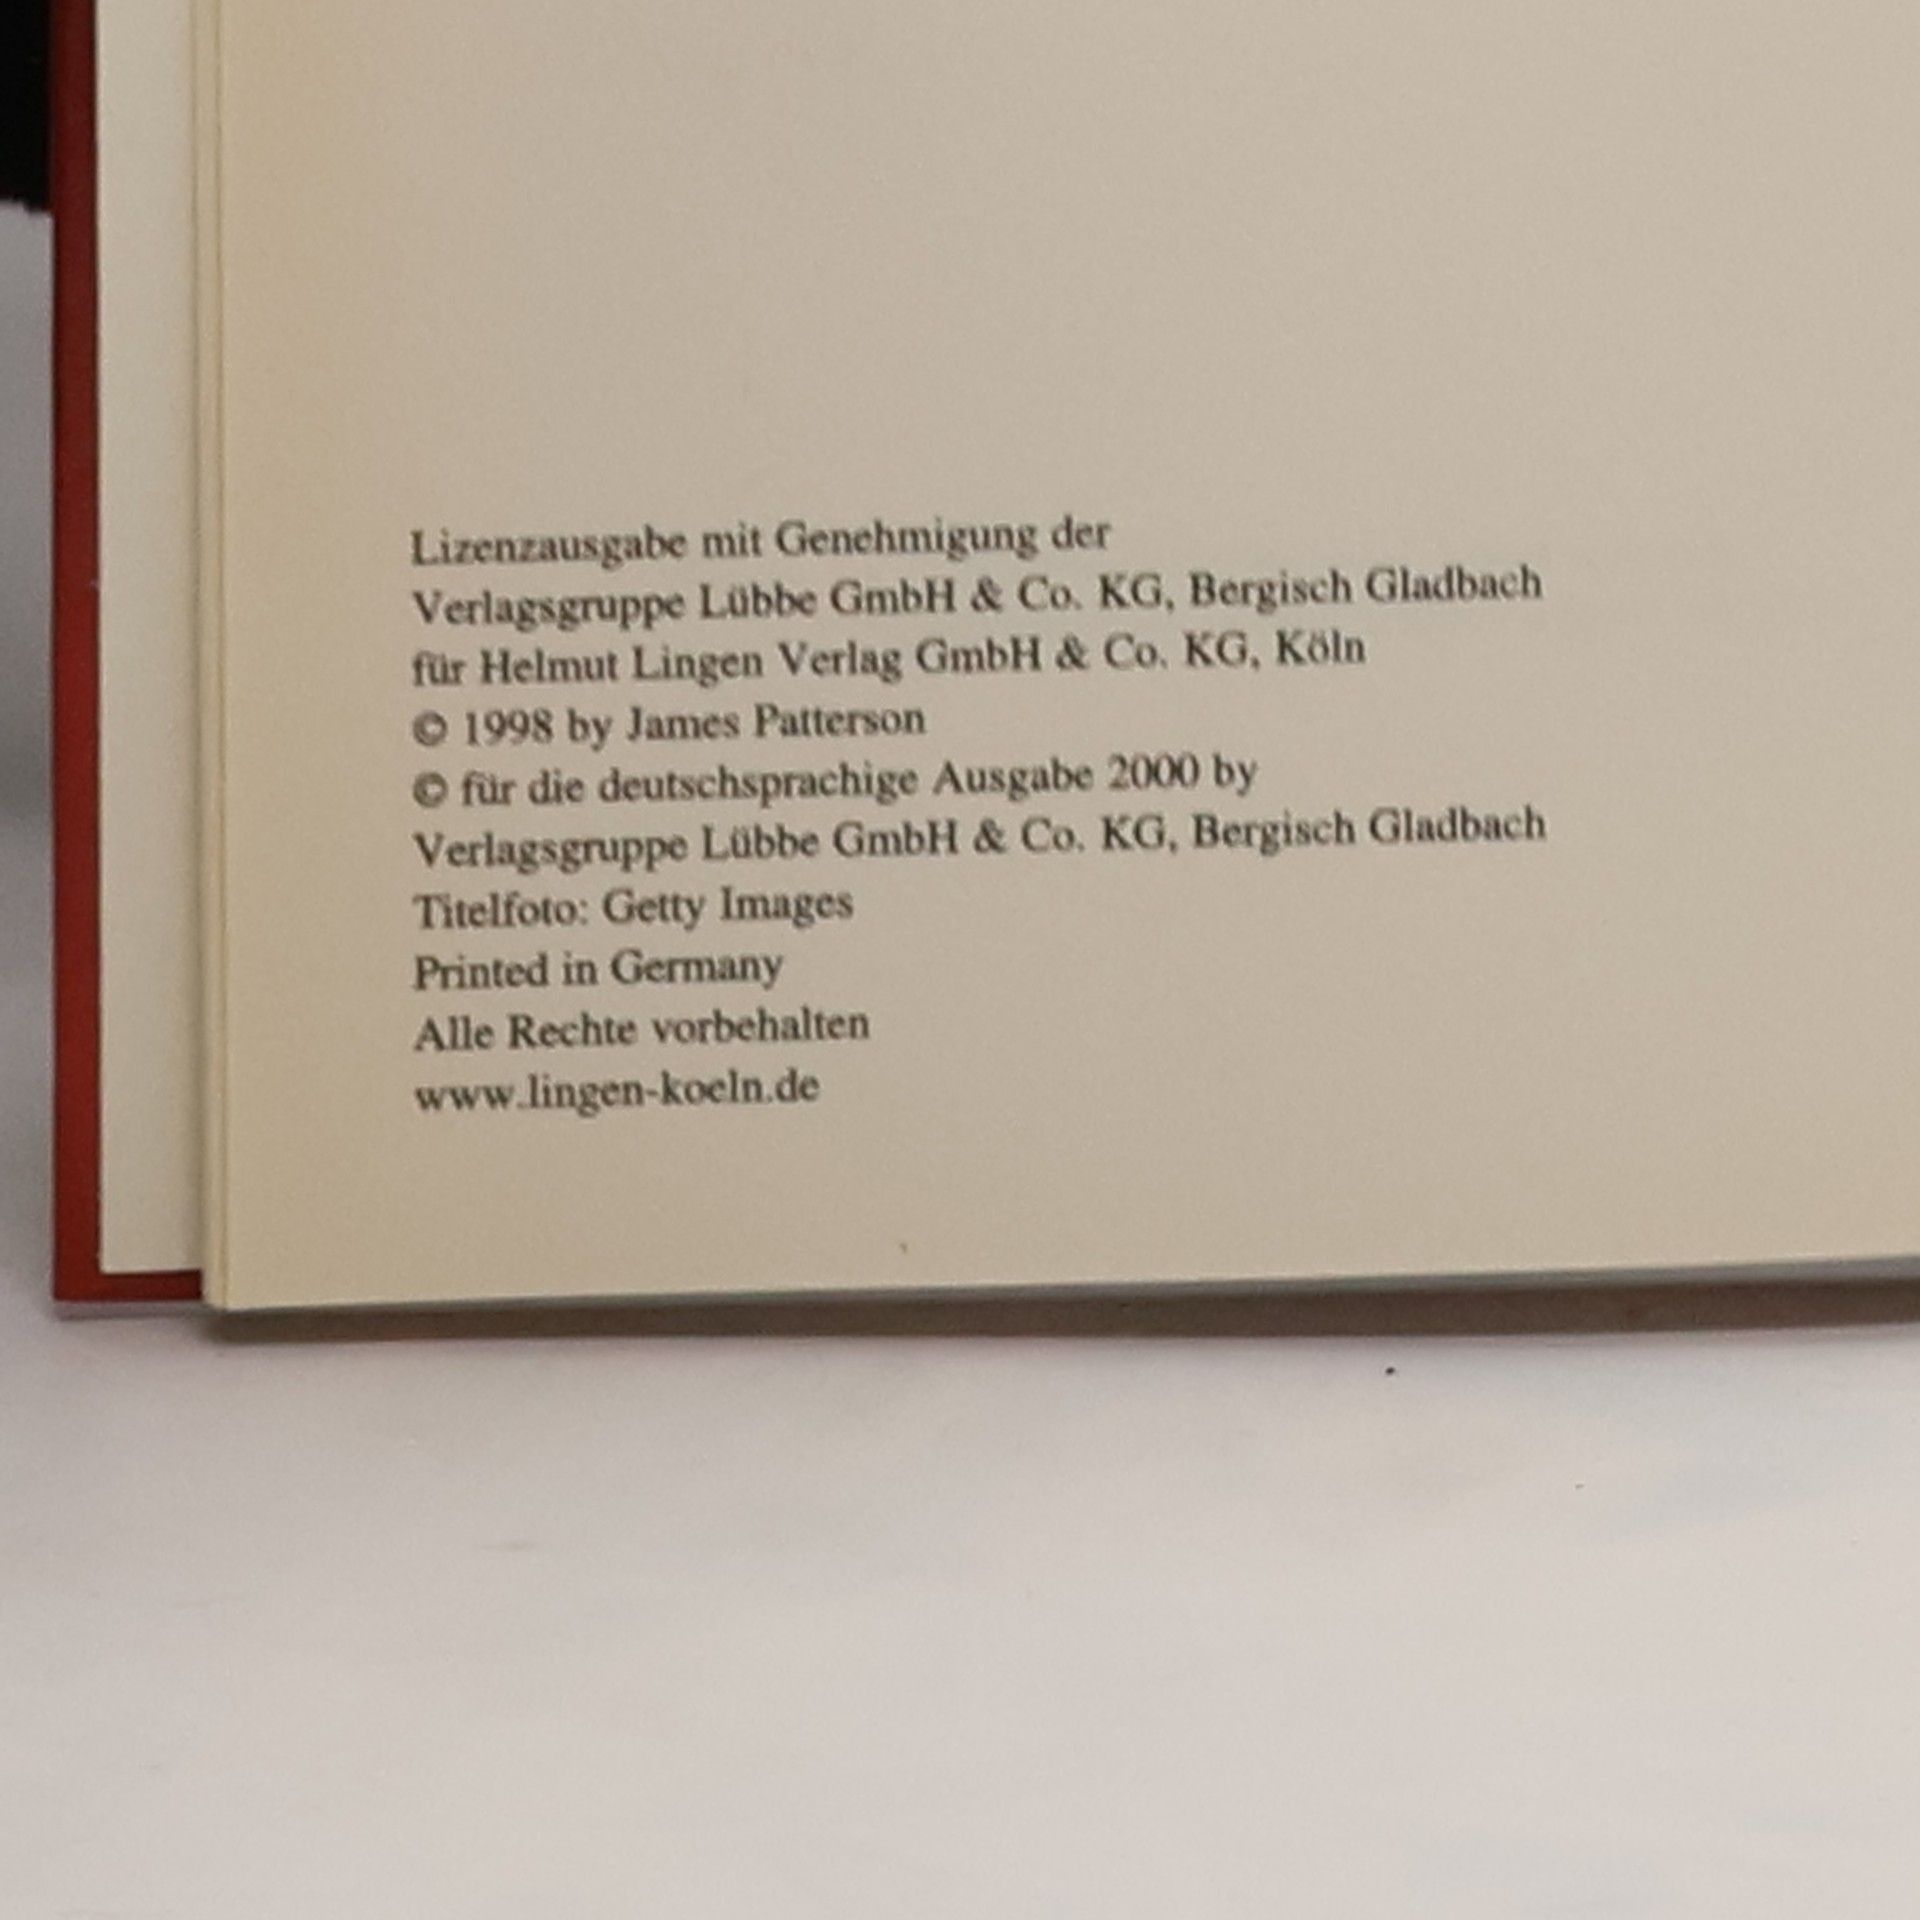 Lizenzausgabe mit Genehmigung der
Verlagsgruppe Lübbe GmbH & Co. KG, Bergisch Gladbach
für Helmut Lingen Verlag GmbH & Co. KG, Köln
© 1998 by James Patterson
© für die deutschsprachige Ausgabe 2000 by
Verlagsgruppe Lübbe GmbH & Co. KG, Bergisch Gladbach
Titelfoto: Getty Images
Printed in Germany
Alle Rechte vorbehalten
www.lingen-koeln.de